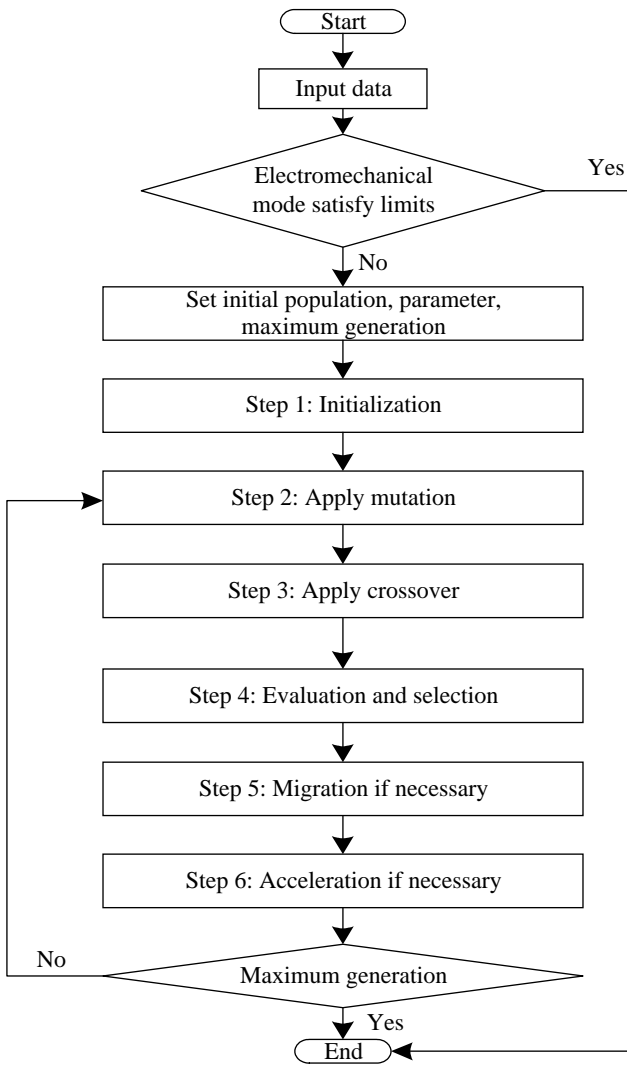 Start
Input data
Electromechanical
mode satisfy limits
Yes
No
Set initial population, parameter,
maximum generation
Step 1: Initialization
Step 2: Apply mutation
Step 3: Apply crossover
Step 4: Evaluation and selection
Step 5: Migration if necessary
Step 6: Acceleration if necessary
No
Maximum generation
Yes
End